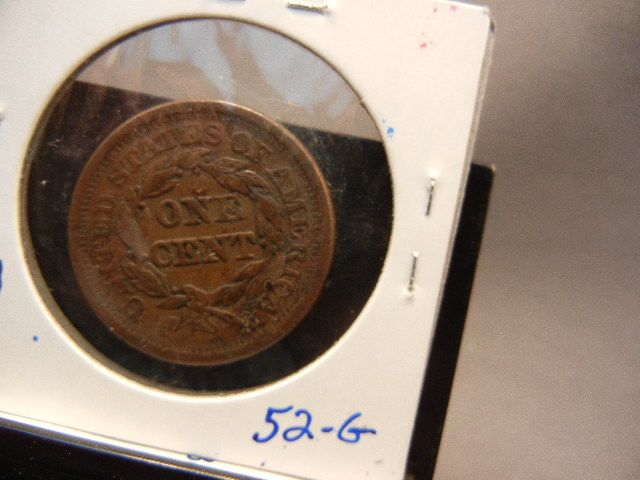 UNITED STATES OF AMERICA
ONE
CENT
52-G